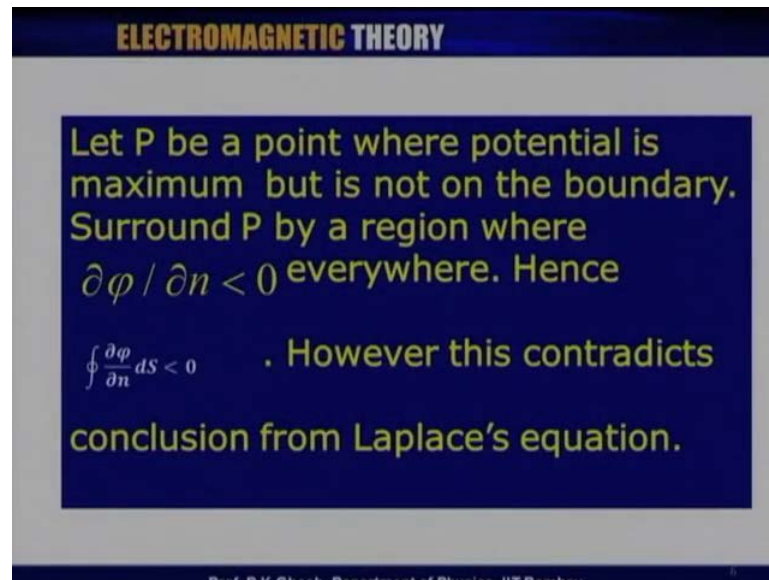 ELECTROMAGNETIC THEORY
Let P be a point where potential is
maximum but is not on the boundary.
Surround P by a region where
∂φ / ∂n < 0 everywhere. Hence
∮ ∂φ/∂n dS < 0 . However this contradicts
conclusion from Laplace's equation.
6